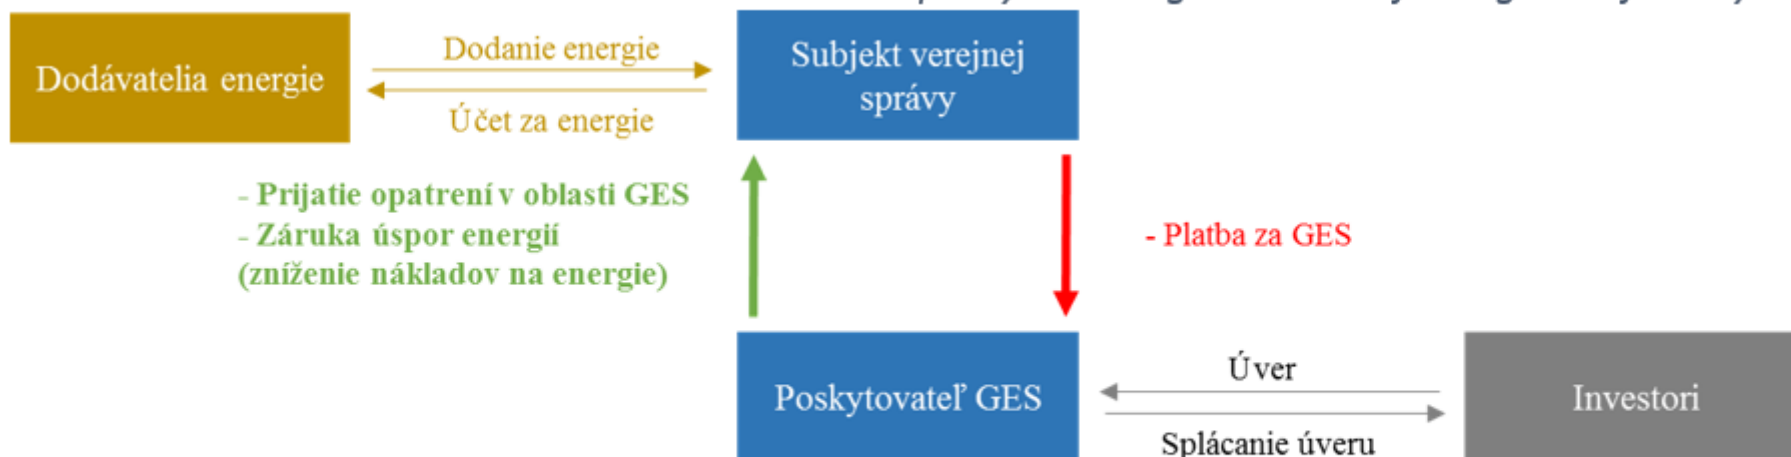 Dodávatelia energie
Dodanie energie
Účet za energie
Subjekt verejnej
správy
- Prijatie opatrení v oblasti GES
- Záruka úspor energií
(zníženie nákladov na energie)
- Platba za GES
Poskytovateľ GES
Úver
Splácanie úveru
Investori